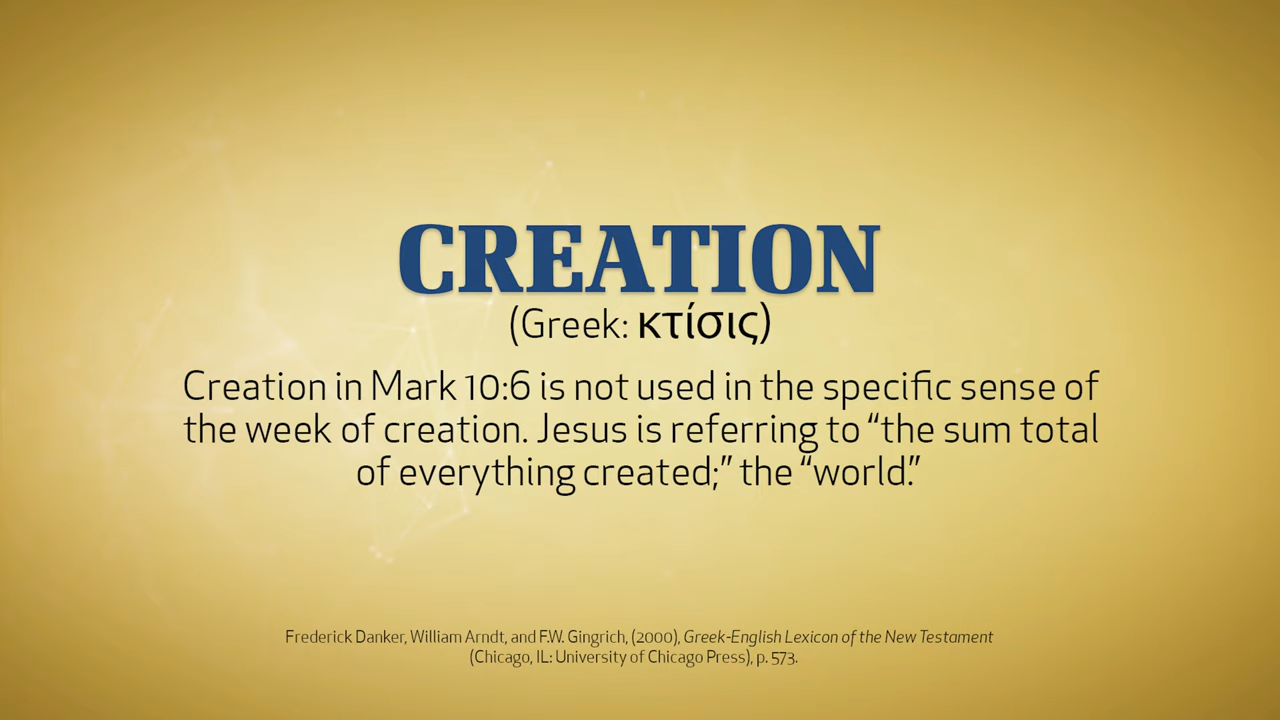 CREATION
(Greek: κτίσις)
Creation in Mark 10:6 is not used in the specific sense of
the week of creation. Jesus is referring to “the sum total
of everything created;” the “world.”
Frederick Danker, William Arndt, and F.W. Gingrich, (2000), Greek-English Lexicon of the New Testament
(Chicago, IL: University of Chicago Press), p. 573.